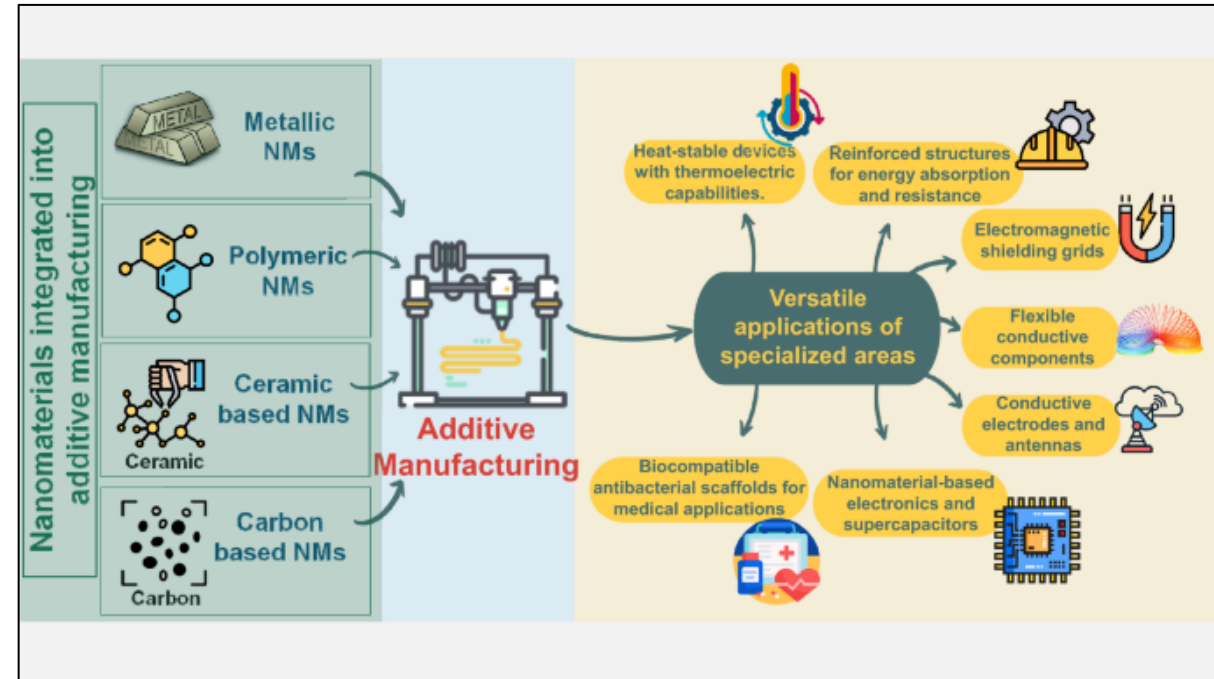 Nanomaterials integrated into
additive manufacturing
METAL
METAL
METAL
Metallic
NMs
Polymeric
NMs
Ceramic
based NMs
Ceramic
Carbon
based NMs
Carbon
Additive
Manufacturing
Versatile
applications of
specialized areas
Heat-stable devices
with thermoelectric
capabilities.
Reinforced structures
for energy absorption
and resistance
Electromagnetic
shielding grids
Flexible
conductive
components
Conductive
electrodes and
antennas
Nanomaterial-based
electronics and
supercapacitors
Biocompatible
antibacterial scaffolds for
medical applications